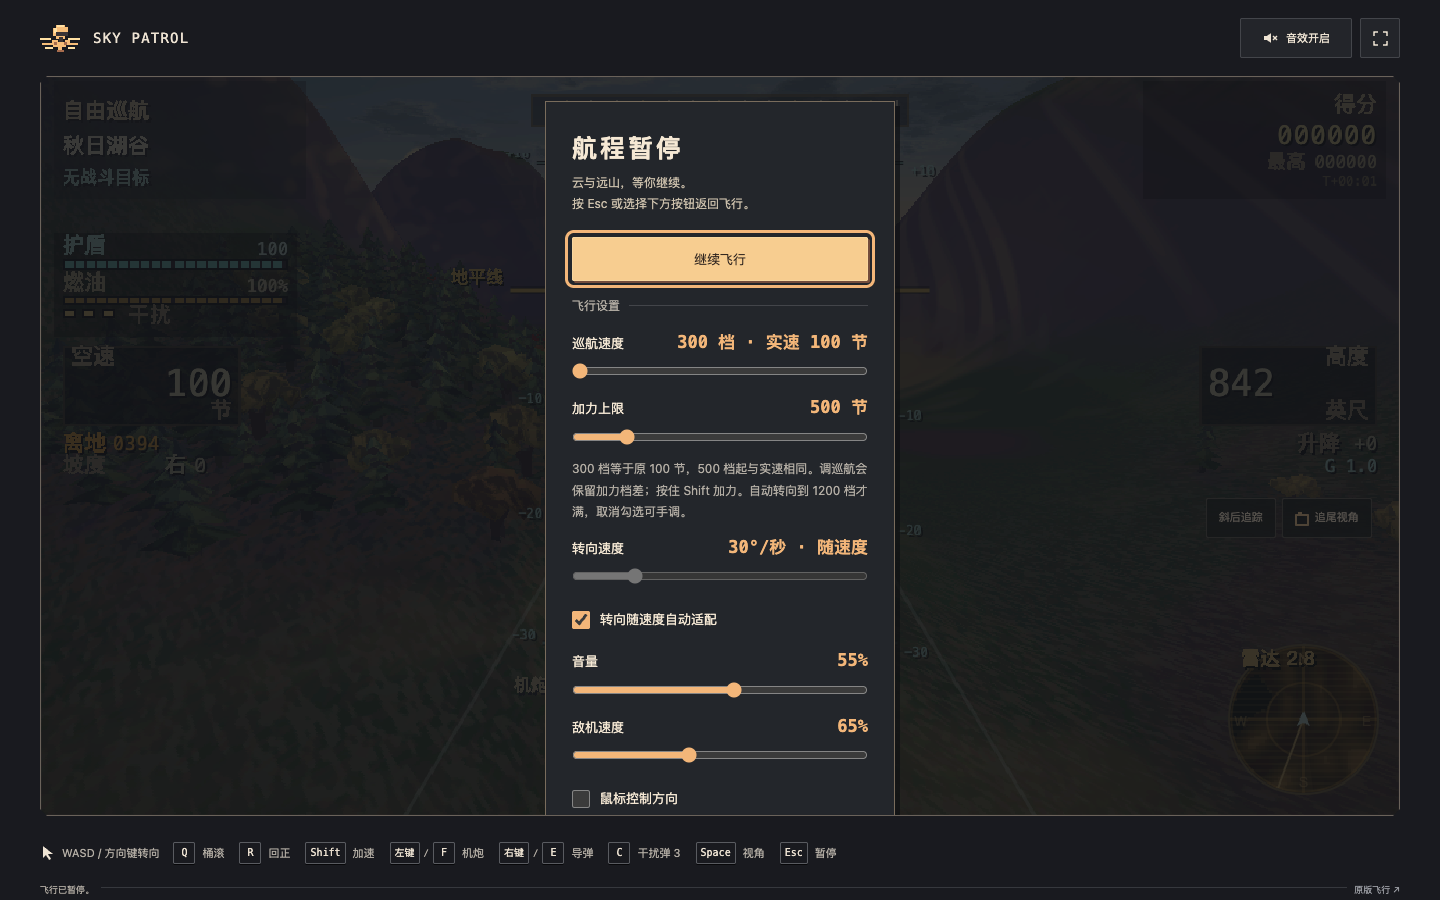 SKY PATROL
音效开启
自由巡航
秋日湖谷
无战斗目标
得分
000000
最高 000000
T+00:01
护盾 100
燃油 100%
干扰
空速
100
节
离地 0394
坡度 右 0
地平线
+10
-10
-10
-20
-20
-30
-30
机炮
高度
842
英尺
升降 +0
G 1.0
斜后追踪
追尾视角
雷达 2.8
W
E
S
航程暂停
云与远山，等你继续。
按 Esc 或选择下方按钮返回飞行。
继续飞行
飞行设置
巡航速度 300 档 · 实速 100 节
加力上限 500 节
300 档等于原 100 节，500 档起与实速相同。调巡航会
保留加力档差；按住 Shift 加力。自动转向到 1200 档才
满，取消勾选可手调。
转向速度 30°/秒 · 随速度
转向随速度自动适配
音量 55%
敌机速度 65%
鼠标控制方向
WASD / 方向键转向 Q 桶滚 R 回正 Shift 加速 左键 / F 机炮 右键 / E 导弹 C 干扰弹 3 Space 视角 Esc 暂停
飞行已暂停。
原版飞行 ↗